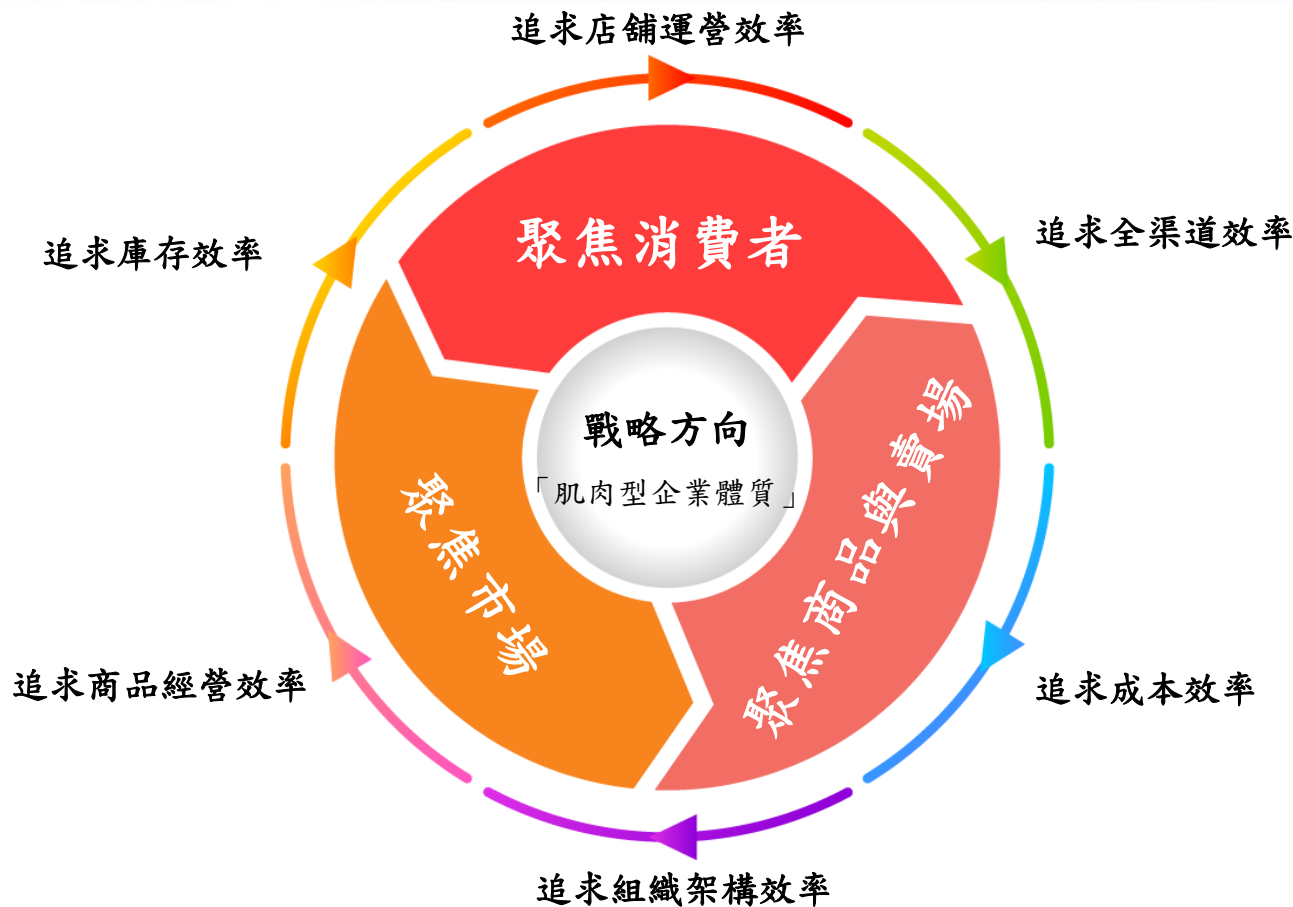 追求店舖運營效率
追求全渠道效率
追求庫存效率
聚焦消費者
戰略方向
「肌肉型企業體質」
聚焦商品與賣場
聚焦市場
追求商品經營效率
追求成本效率
追求組織架構效率